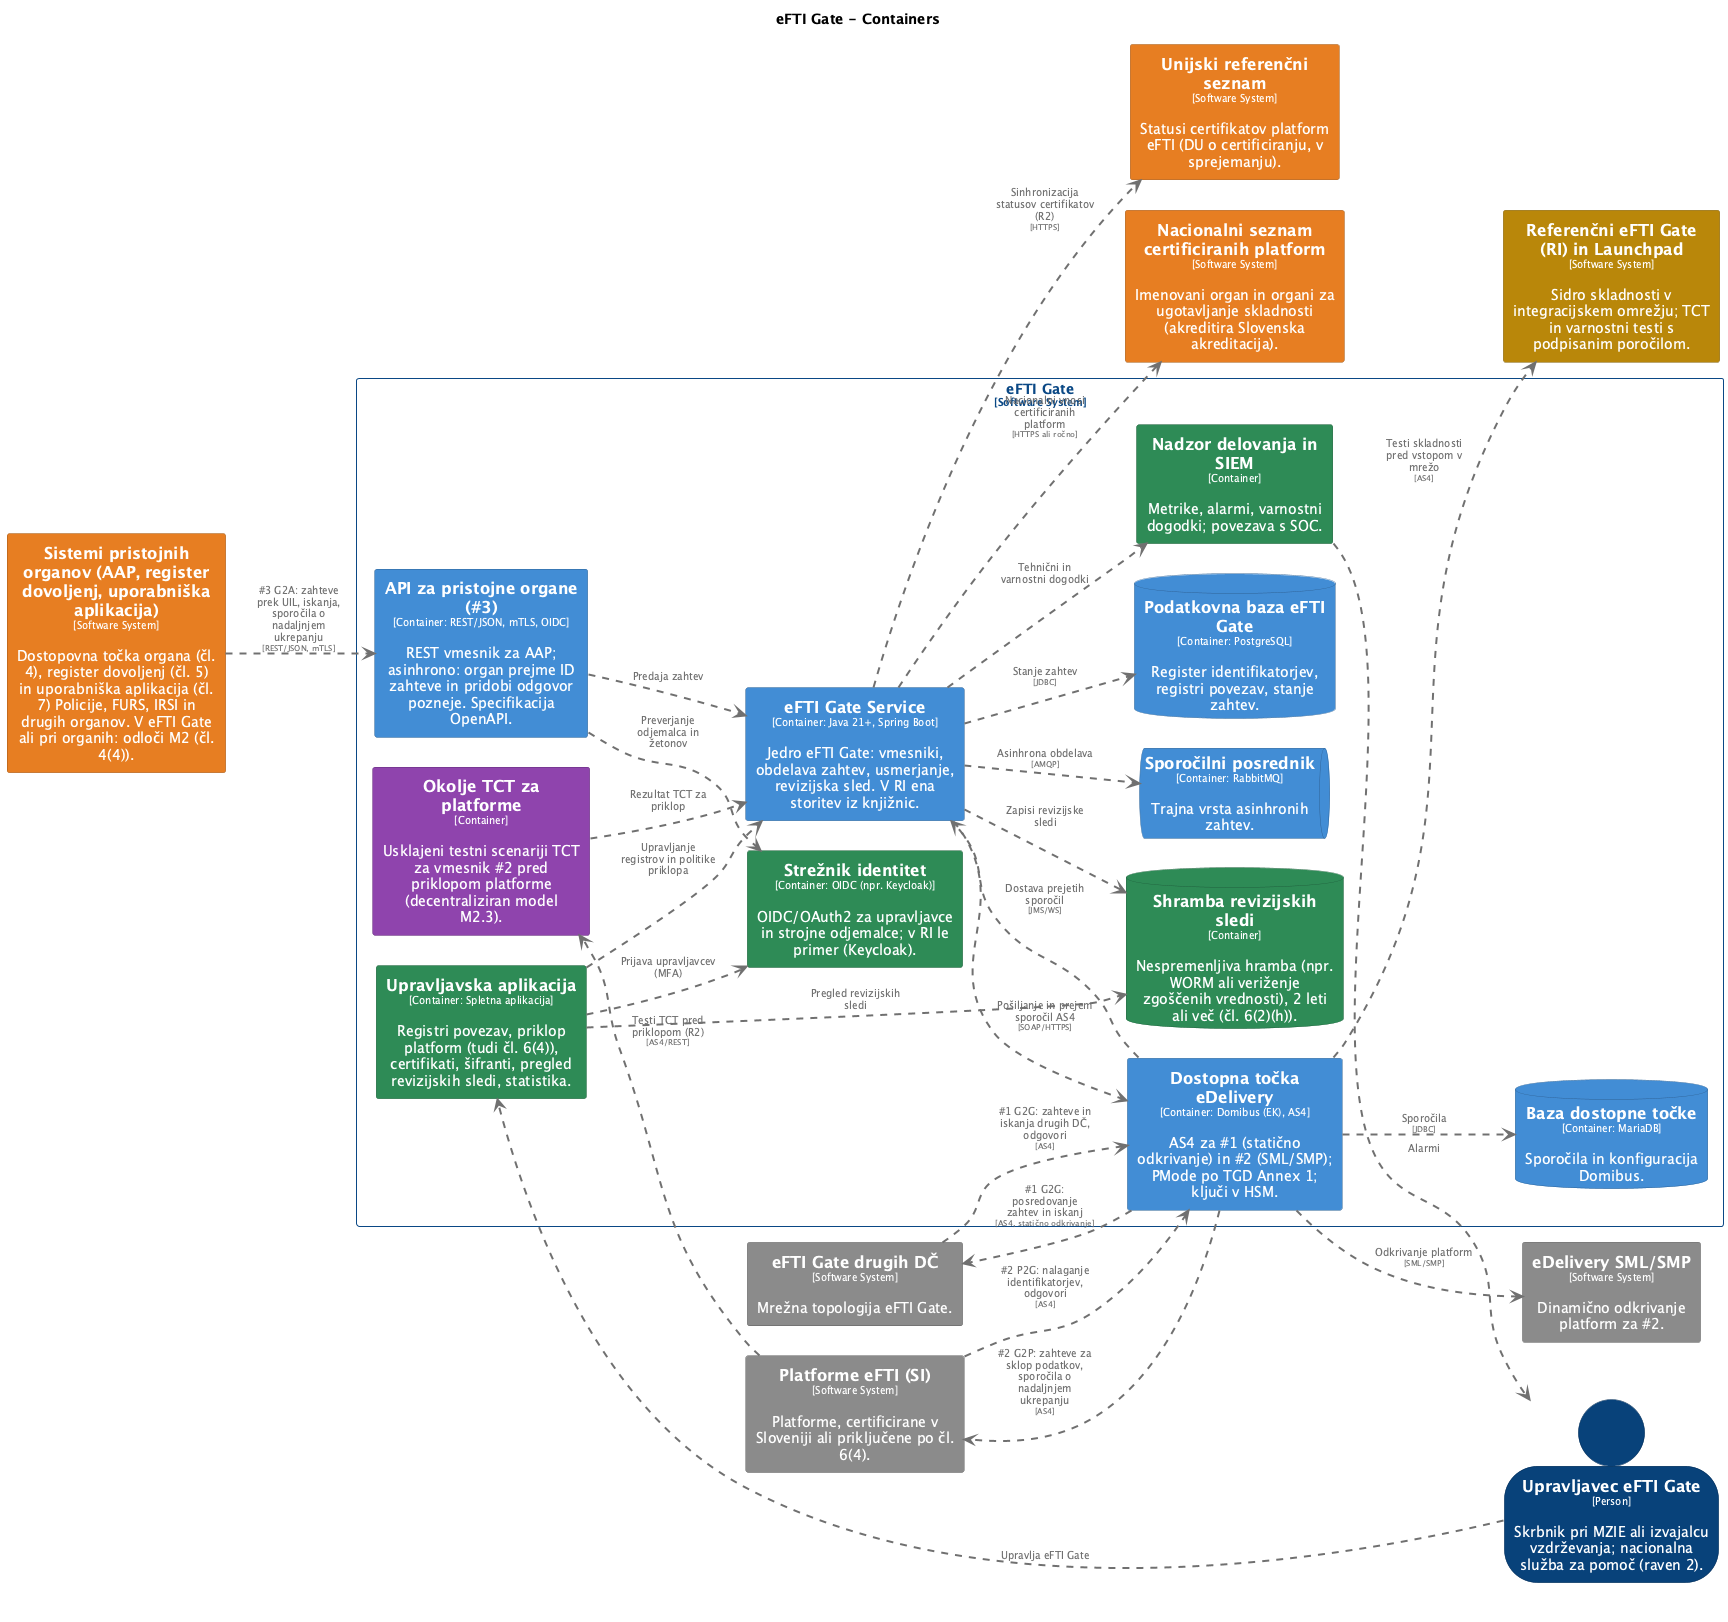 eFTI Gate - Containers
Unijski referenčni
seznam
[Software System]
Statusi certifikatov platform
eFTI (DU o certificiranju, v
sprejemanju).
Sinhronizacija
statusov certifikatov
(R2)
[HTTPS]
Nacionalni seznam
certificiranih platform
[Software System]
Imenovani organ in organi za
ugotavljanje skladnosti
(akreditira Slovenska
akreditacija).
Referenčni eFTI Gate
(RI) in Launchpad
[Software System]
Sidro skladnosti v
integracijskem omrežju; TCT
in varnostni testi s
podpisanim poročilom.
eFTI Gate
[Software System]
certificiranih
platform
[HTTPS ali ročno]
Nadzor delovanja in
SIEM
[Container]
Metrike, alarmi, varnostni
dogodki; povezava s SOC.
Testi skladnosti
pred vstopom v
mrežo
[AS4]
Sistemi pristojnih
organov (AAP, register
dovoljenj, uporabniška
aplikacija)
[Software System]
Dostopovna točka organa (čl.
4), register dovoljenj (čl. 5)
in uporabniška aplikacija (čl.
7) Policije, FURS, IRSI in
drugih organov. V eFTI Gate
ali pri organih: odloči M2 (čl.
4(4)).
#3 G2A: zahteve
prek UIL, iskanja,
sporočila o
nadaljnjem
ukrepanju
[REST/JSON, mTLS]
API za pristojne organe
(#3)
[Container: REST/JSON, mTLS, OIDC]
REST vmesnik za AAP;
asinhrono: organ prejme ID
zahteve in pridobi odgovor
pozneje. Specifikacija
OpenAPI.
Predaja zahtev
Preverjanje
odjemalca in
žetonov
Tehnični in
varnostni dogodki
Podatkovna baza eFTI
Gate
[Container: PostgreSQL]
Register identifikatorjev,
registri povezav, stanje
zahtev.
Stanje zahtev
[JDBC]
eFTI Gate Service
[Container: Java 21+, Spring Boot]
Jedro eFTI Gate: vmesniki,
obdelava zahtev, usmerjanje,
revizijska sled. V RI ena
storitev iz knjižnic.
Asinhrona obdelava
[AMQP]
Sporočilni posrednik
[Container: RabbitMQ]
Trajna vrsta asinhronih
zahtev.
Okolje TCT za
platforme
[Container]
Usklajeni testni scenariji TCT
za vmesnik #2 pred
priklopom platforme
(decentraliziran model
M2.3).
Rezultat TCT za
priklop
Upravljanje
registrov in politike
priklopa
Zapisi revizijske
sledi
Strežnik identitet
[Container: OIDC (npr. Keycloak)]
OIDC/OAuth2 za upravljavce
in strojne odjemalce; v RI le
primer (Keycloak).
Dostava prejetih
sporočil
[JMS/WS]
Shramba revizijskih
sledi
[Container]
Nespremenljiva hramba (npr.
WORM ali veriženje
zgoščenih vrednosti), 2 leti
ali več (čl. 6(2)(h)).
Upravljavska aplikacija
[Container: Spletna aplikacija]
Registri povezav, priklop
platform (tudi čl. 6(4)),
certifikati, šifranti, pregled
revizijskih sledi, statistika.
Prijava upravljavcev
(MFA)
Pregled revizijskih
sledi
Testi TCT pred
priklopom (R2)
[AS4/REST]
Pošiljanje in prejem
sporočil AS4
[SOAP/HTTPS]
Dostopna točka
eDelivery
[Container: Domibus (EK), AS4]
AS4 za #1 (statično
odkrivanje) in #2 (SML/SMP);
PMode po TGD Annex 1;
ključi v HSM.
Sporočila
[JDBC]
Alarmi
Baza dostopne točke
[Container: MariaDB]
Sporočila in konfiguracija
Domibus.
#1 G2G: zahteve in
iskanja drugih DČ,
odgovori
[AS4]
#1 G2G:
posredovanje
zahtev in iskanj
[AS4, statično odkrivanje]
eFTI Gate drugih DČ
[Software System]
Mrežna topologija eFTI Gate.
#2 P2G: nalaganje
identifikatorjev,
odgovori
[AS4]
Odkrivanje platform
[SML/SMP]
eDelivery SML/SMP
[Software System]
Dinamično odkrivanje
platform za #2.
Platforme eFTI (SI)
[Software System]
Platforme, certificirane v
Sloveniji ali priključene po čl.
6(4).
#2 G2P: zahteve za
sklop podatkov,
sporočila o
nadaljnjem
ukrepanju
[AS4]
Upravlja eFTI Gate
Upravljavec eFTI Gate
[Person]
Skrbnik pri MZIE ali izvajalcu
vzdrževanja; nacionalna
služba za pomoč (raven 2).